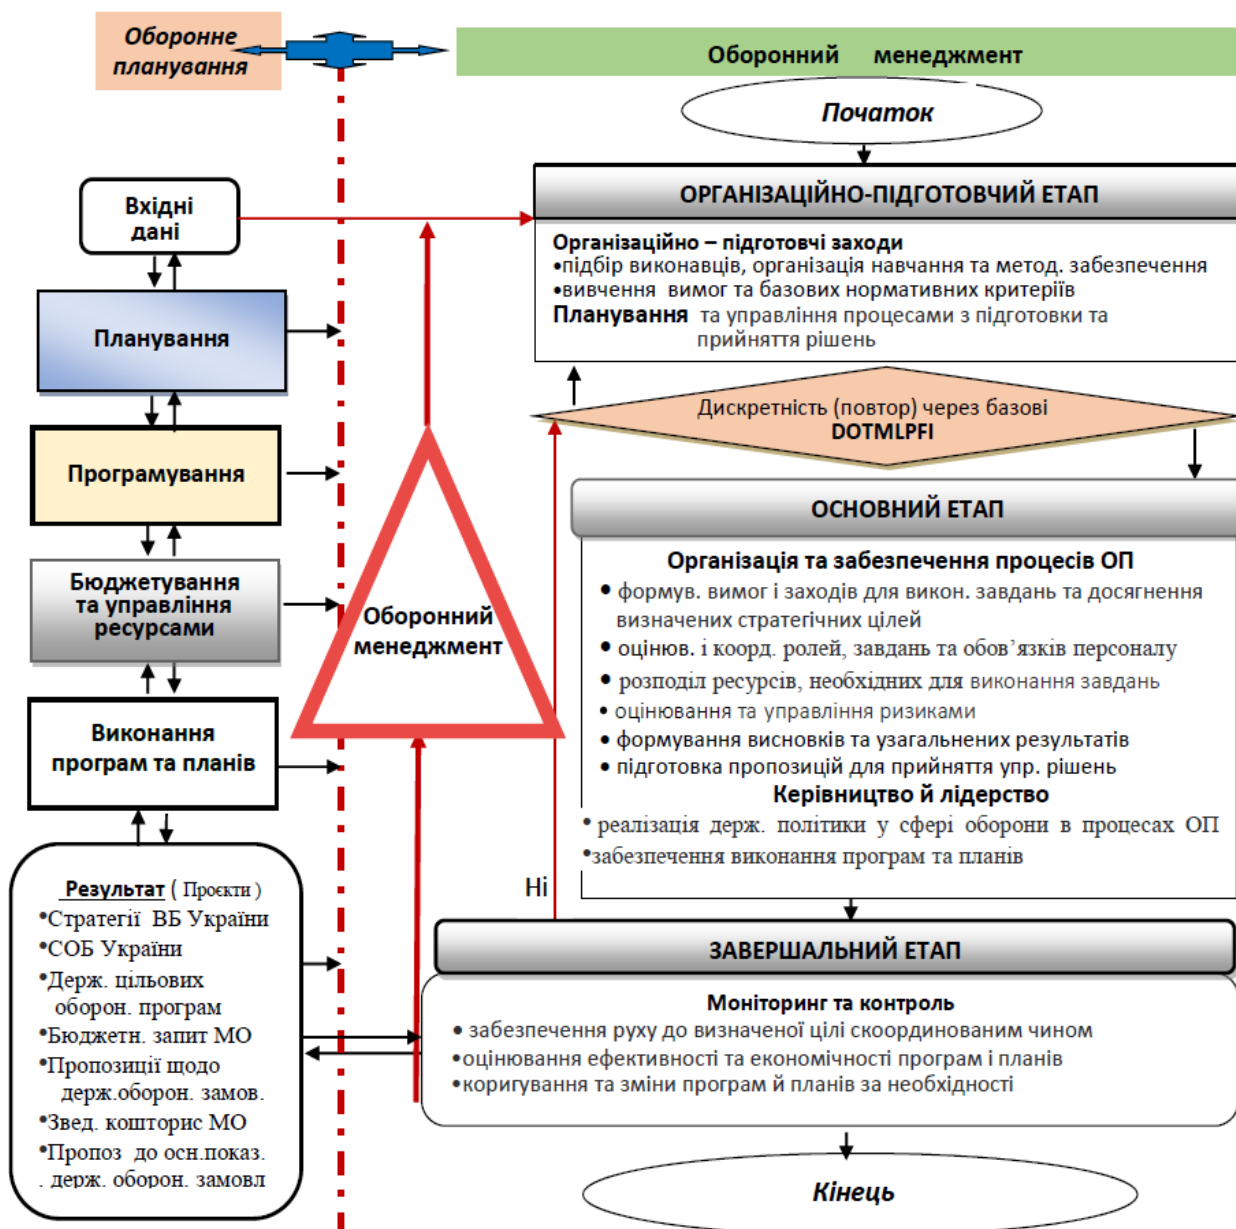 Оборонне
планування
Оборонний менеджмент
Початок
Вхідні
дані
Планування
Програмування
Бюджетування
та управління
ресурсами
Виконання
програм та планів
Результат ( Проєкти )
•Стратегії ВБ України
•СОБ України
•Держ. цільових
оборон. програм
•Бюджетн. запит МО
•Пропозиції щодо
держ.оборон. замов.
•Звед. кошторис МО
•Пропоз до осн.показ.
. держ. оборон. замовл
Оборонний
менеджмент
ОРГАНІЗАЦІЙНО-ПІДГОТОВЧИЙ ЕТАП
Організаційно – підготовчі заходи
•підбір виконавців, організація навчання та метод. забезпечення
•вивчення вимог та базових нормативних критеріїв
Планування та управління процесами з підготовки та
прийняття рішень
Дискретність (повтор) через базові
DOTMLPFI
ОСНОВНИЙ ЕТАП
Організація та забезпечення процесів ОП
• формув. вимог і заходів для викон. завдань та досягнення
визначених стратегічних цілей
• оцінюв. і коорд. ролей, завдань та обов’язків персоналу
• розподіл ресурсів, необхідних для виконання завдань
• оцінювання та управління ризиками
• формування висновків та узагальнених результатів
• підготовка пропозицій для прийняття упр. рішень
Керівництво й лідерство
• реалізація держ. політики у сфері оборони в процесах ОП
•забезпечення виконання програм та планів
Ні
ЗАВЕРШАЛЬНИЙ ЕТАП
Моніторинг та контроль
• забезпечення руху до визначеної цілі скоординованим чином
•оцінювання ефективності та економічності програм і планів
•коригування та зміни програм й планів за необхідності
Кінець